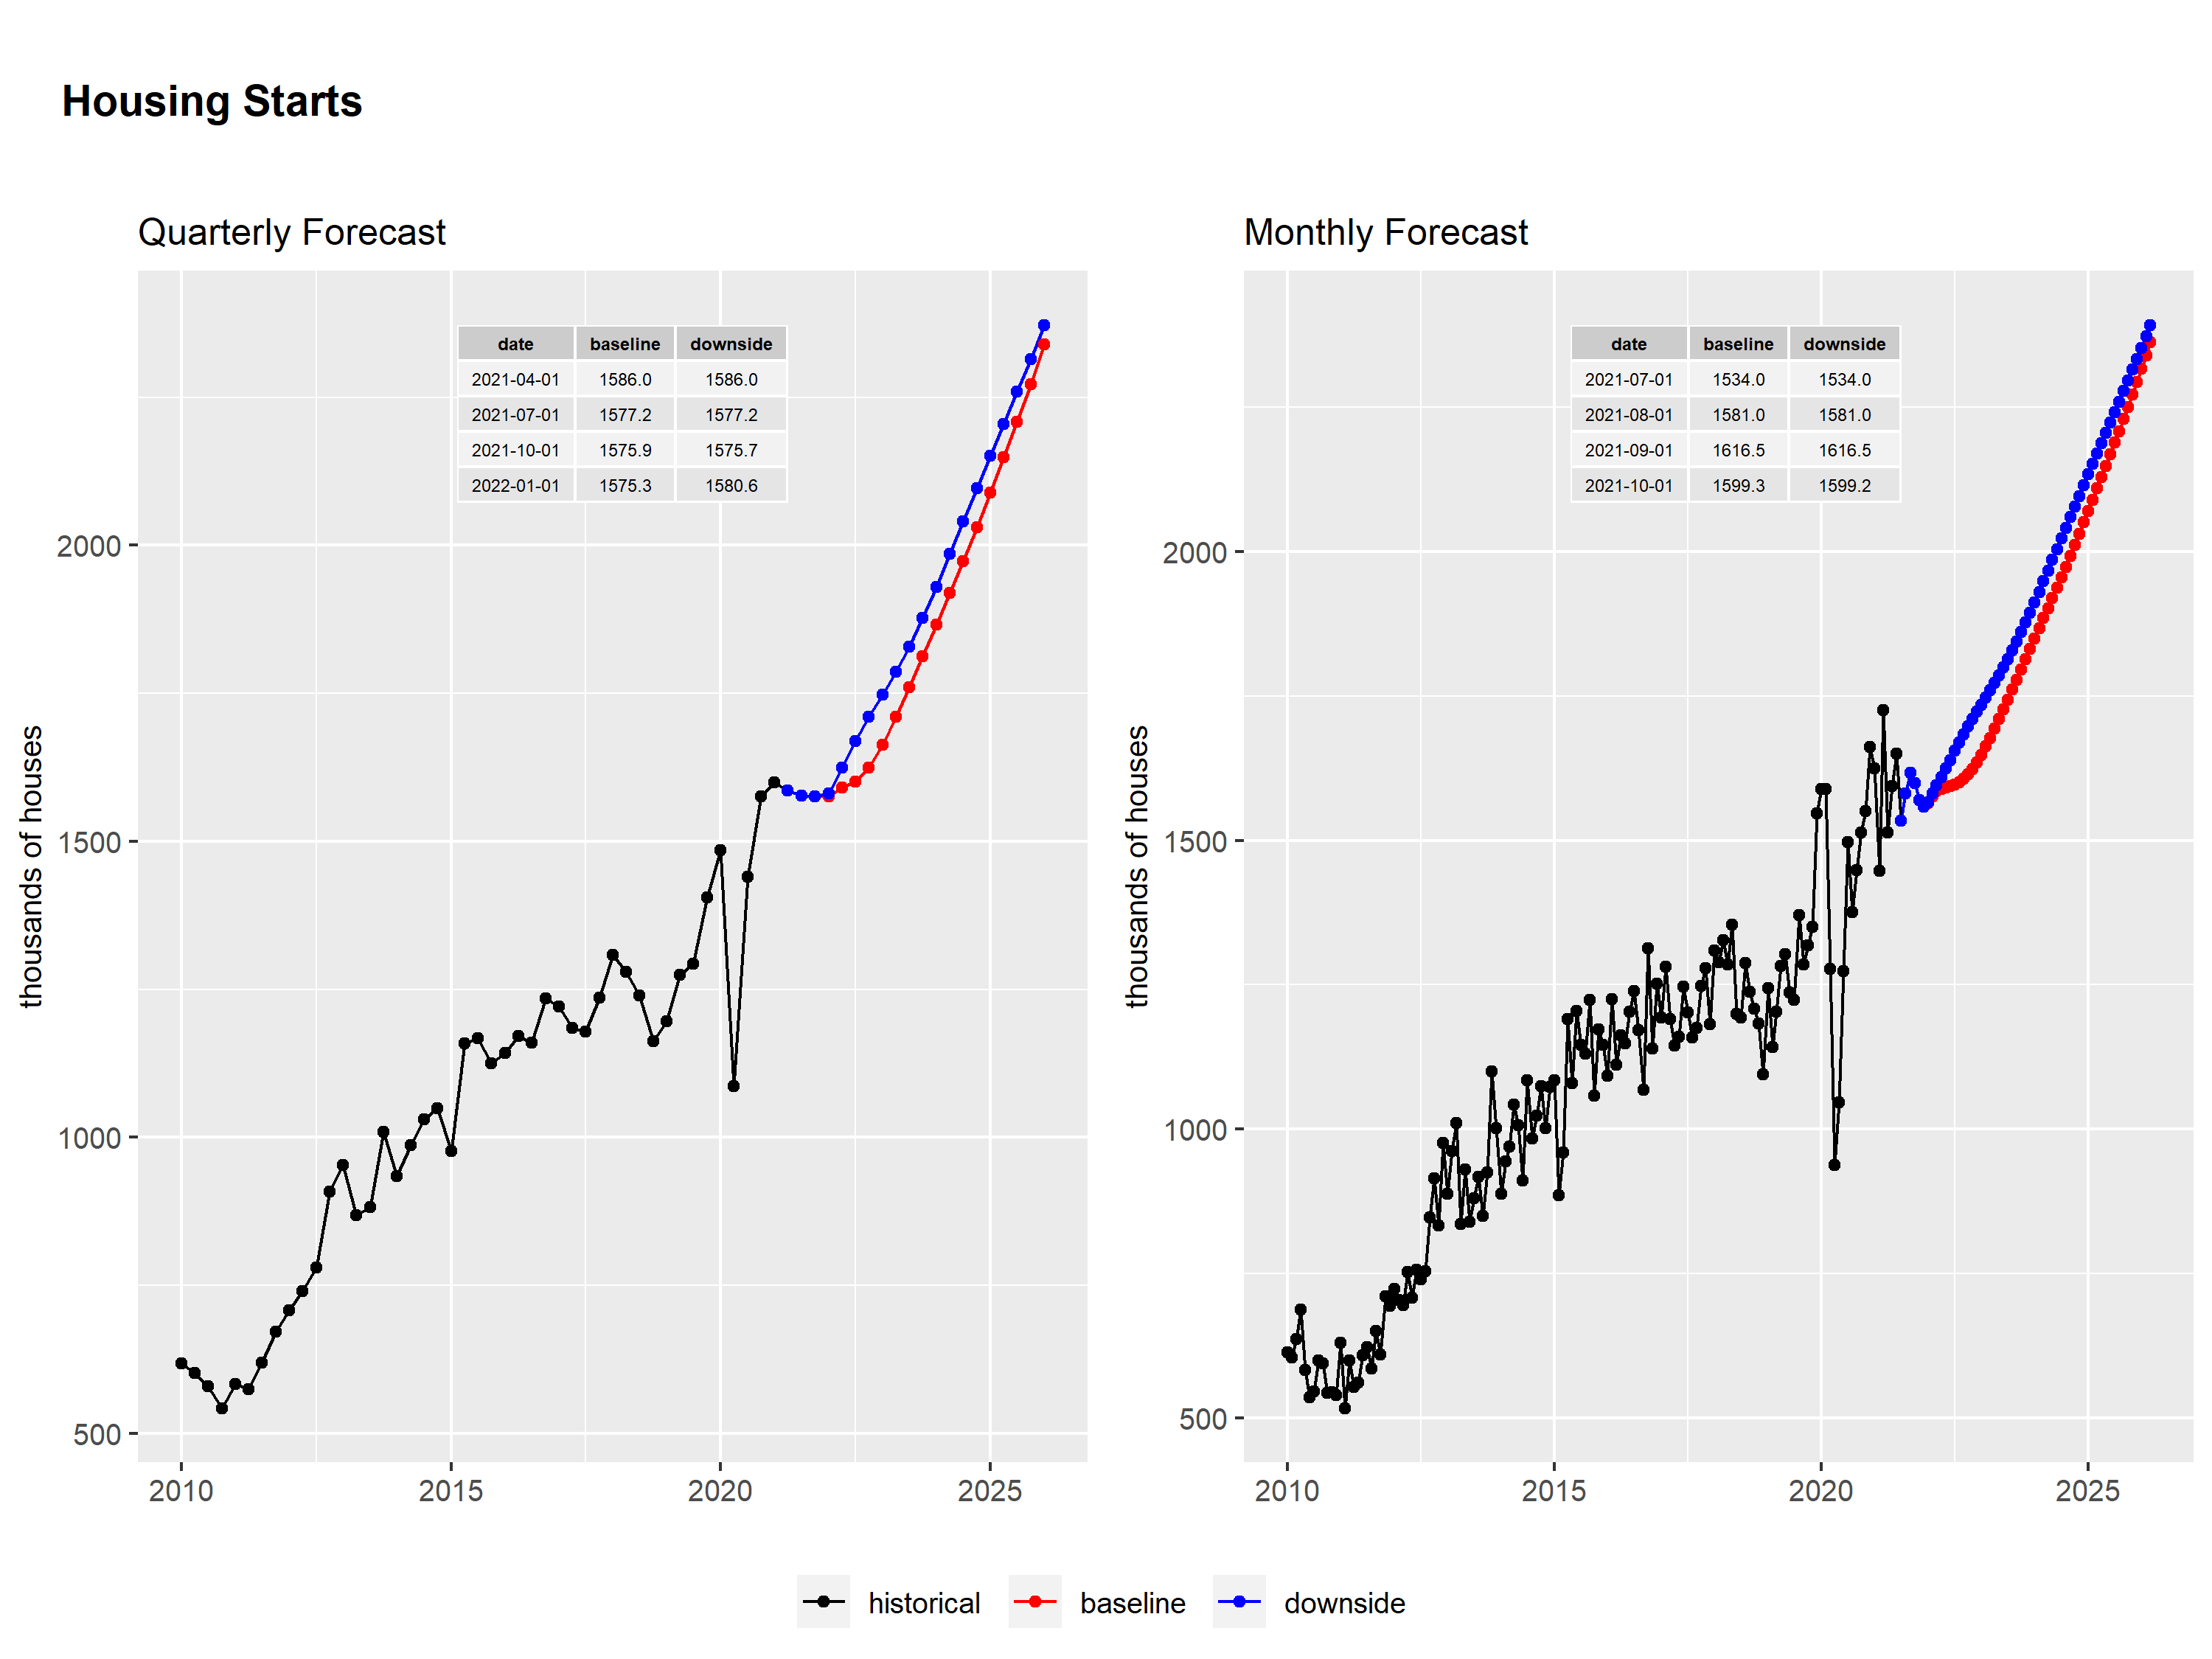 Housing Starts
Quarterly Forecast
thousands of houses
2000
1500
1000
500
date baseline downside
2021-04-01 1586.0 1586.0
2021-07-01 1577.2 1577.2
2021-10-01 1575.9 1575.7
2022-01-01 1575.3 1580.6
2010 2015 2020 2025
Monthly Forecast
thousands of houses
2000
1500
1000
500
date baseline downside
2021-07-01 1534.0 1534.0
2021-08-01 1581.0 1581.0
2021-09-01 1616.5 1616.5
2021-10-01 1599.3 1599.2
2010 2015 2020 2025
historical baseline downside